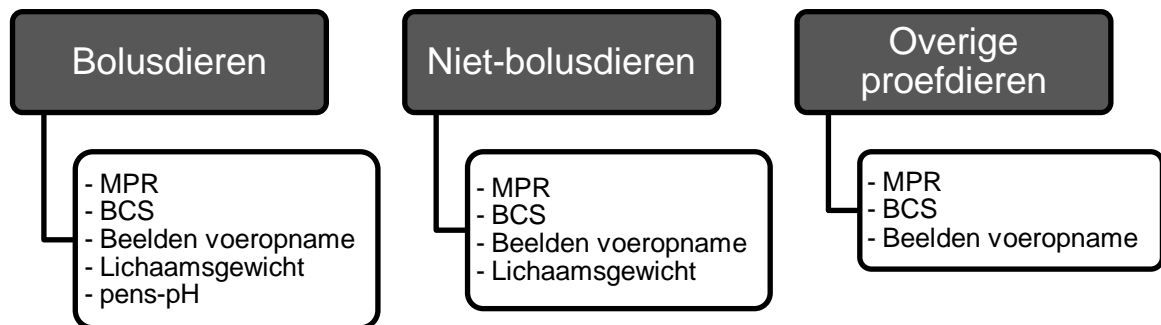 Bolusdieren
- MPR
- BCS
- Beelden voeropname
- Lichaamsgewicht
- pens-pH
Niet-bolusdieren
- MPR
- BCS
- Beelden voeropname
- Lichaamsgewicht
Overige
proefdieren
- MPR
- BCS
- Beelden voeropname